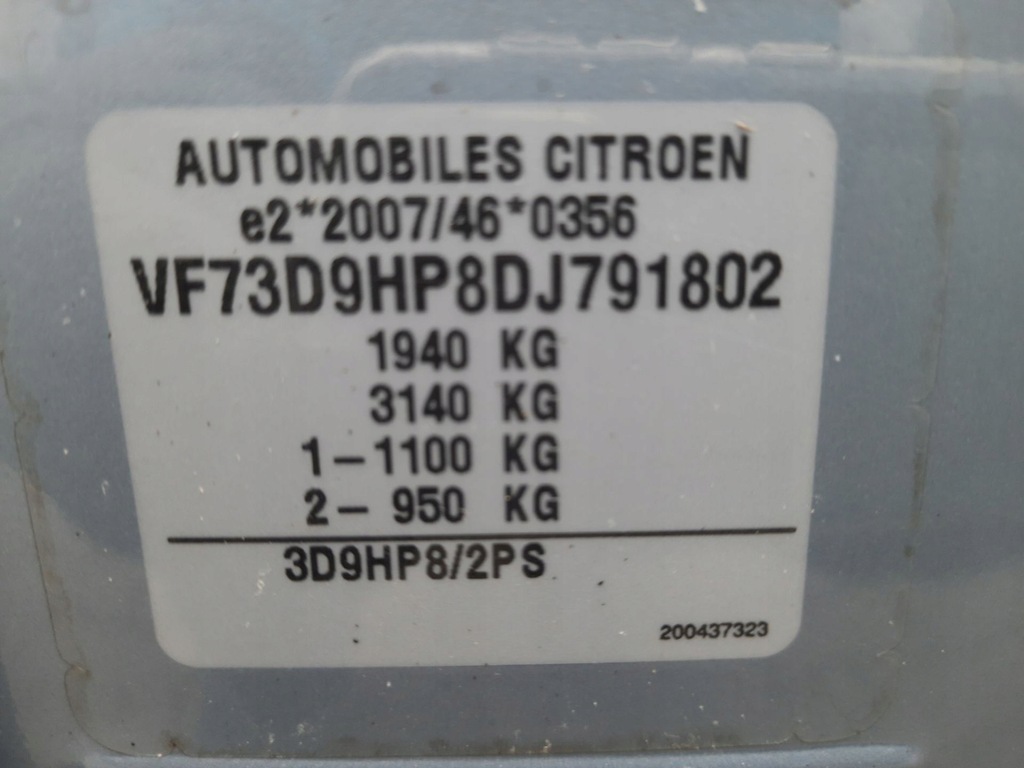 AUTOMOBILES CITROEN
e2*2007/46*0356
VF73D9HP8DJ791802
1940 KG
3140 KG
1-1100 KG
2- 950 KG
3D9HP8/2PS
200437323